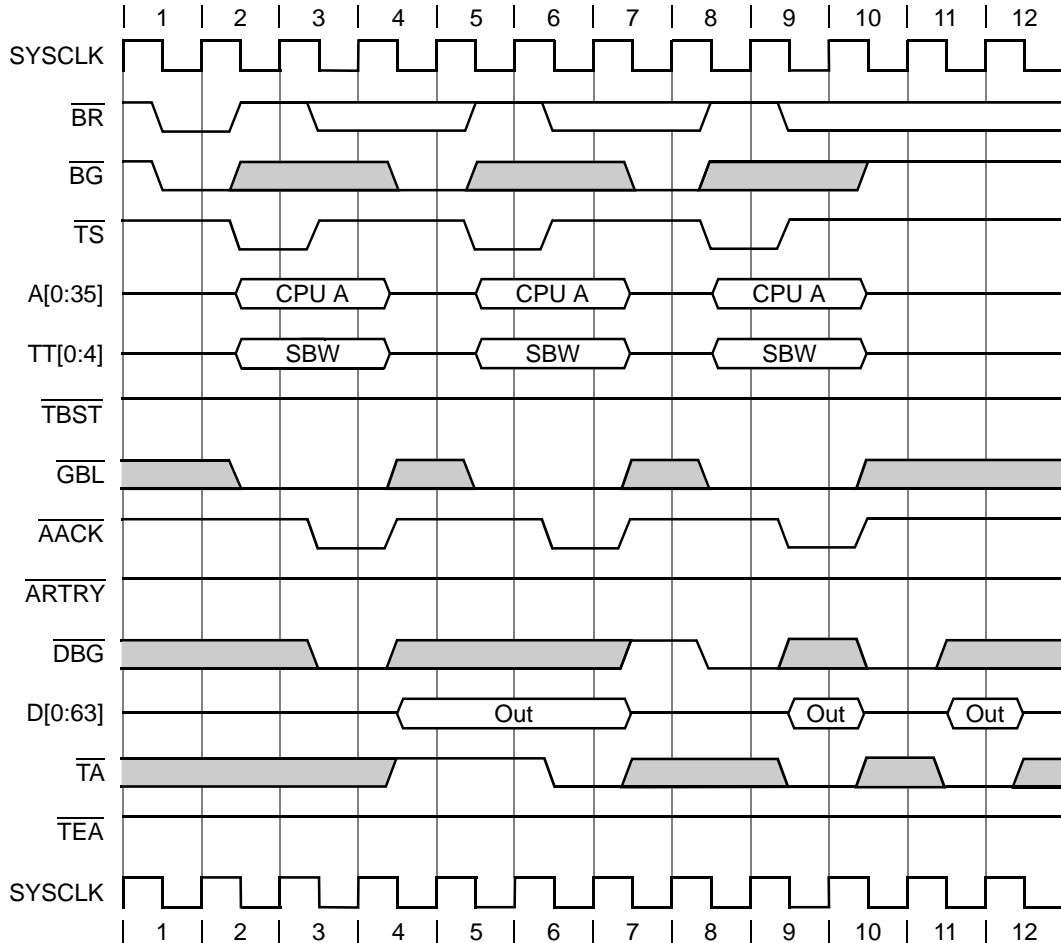 1 2 3 4 5 6 7 8 9 10 11 12
SYSCLK
BR
BG
TS
A[0:35] CPU A CPU A CPU A
TT[0:4] SBW SBW SBW
TBST
GBL
AACK
ARTRY
DBG
D[0:63] Out Out Out
TA
TEA
SYSCLK
1 2 3 4 5 6 7 8 9 10 11 12